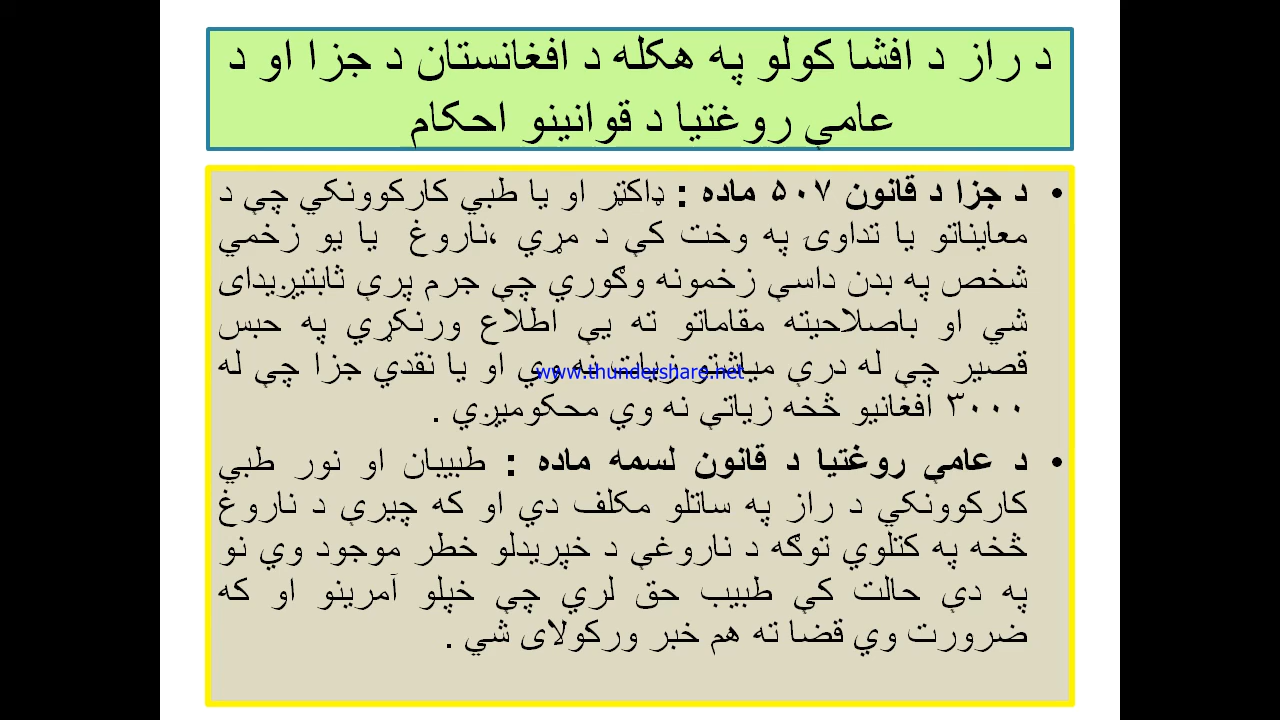 د راز د افشا کولو په هکله د افغانستان د جزا او د
عامې روغتيا د قوانينو احکام
• د جزا د قانون ۵۰۷ ماده : ډاکټر او يا طبي کارکوونکي چې د
معايناتو يا تداوۍ په وخت کې د مړي ،ناروغ يا يو زخمي
شخص په بدن داسې زخمونه وګوري چې جرم پرې ثابتيږيدای
شي او باصلاحيته مقاماتو ته يې اطلاع ورنکړي په حبس
قصير چې له درې مياشتو زيات نه وي او يا نقدي جزا چې له
۳۰۰۰ افغانيو څخه زياتې نه وي محکوميږي .
• د عامې روغتيا د قانون لسمه ماده : طبيبان او نور طبي
کارکوونکي د راز په ساتلو مکلف دي او که چيرې د ناروغ
څخه په کتلوي توګه د ناروغۍ د خپريدلو خطر موجود وي نو
په دې حالت کې طبيب حق لري چې خپلو آمرينو او که
ضرورت وي قضا ته هم خبر ورکولای شي .
www.thundershare.net